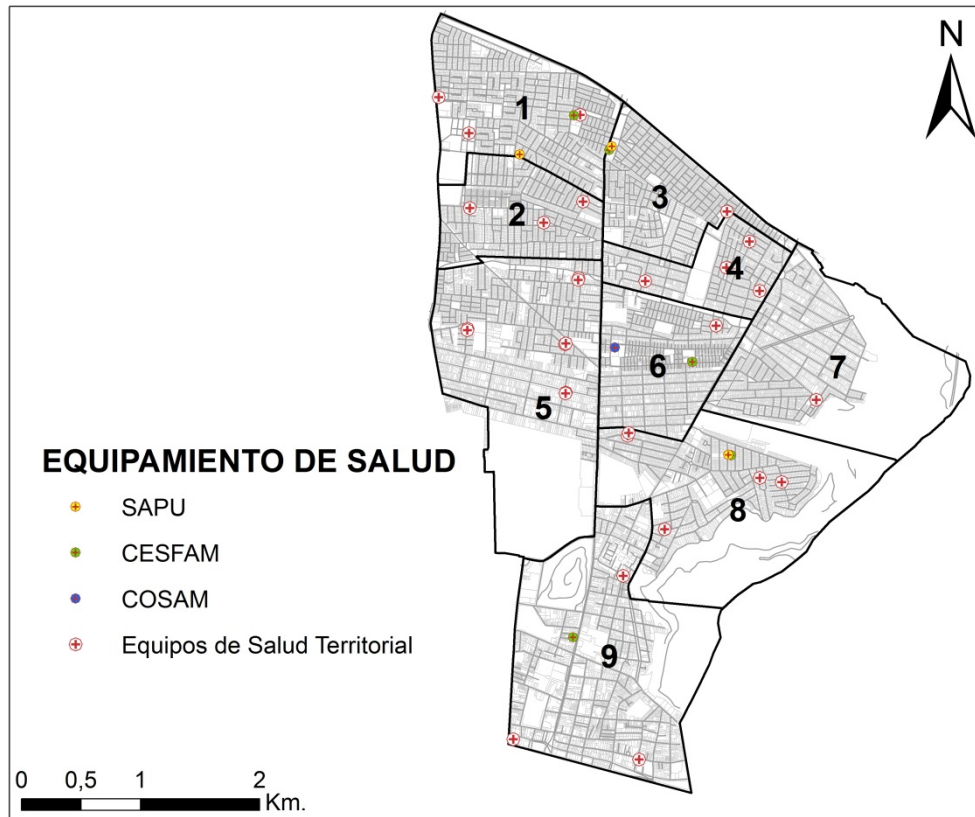 N
1
2
3
4
5
6
7
8
9
EQUIPAMIENTO DE SALUD
SAPU
CESFAM
COSAM
Equipos de Salud Territorial
0 0,5 1 2
Km.